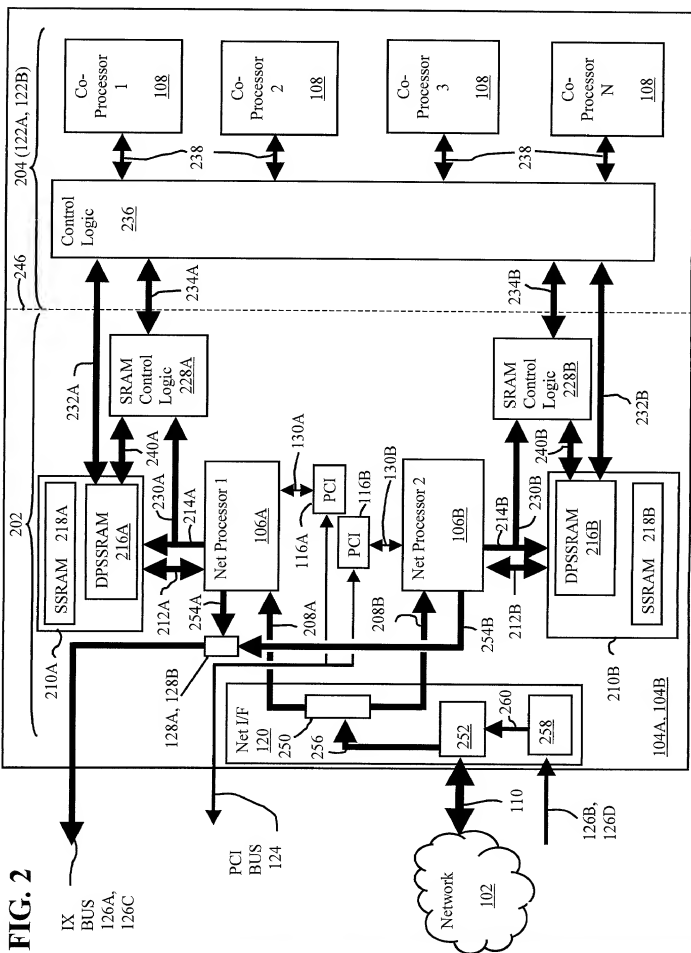 FIG. 2
204 (122A, 122B)
246
202
Co-
Processor
1
108
Co-
Processor
2
108
Co-
Processor
3
108
Co-
Processor
N
108
238
238
Control
Logic
236
232A
234A
234B
232B
SRAM
Control
Logic
228A
SRAM
Control
Logic
228B
240A
230A
214A
240B
230B
214B
SSRAM 218A
DPSSRAM
216A
210A
212A
Net Processor 1
106A
130A
PCI
116A
PCI
116B
130B
Net Processor 2
106B
DPSSRAM
216B
SSRAM 218B
210B
212B
254A
208A
208B
254B
128A, 128B
Net I/F
120
250
256
252
260
258
104A, 104B
IX
BUS
126A,
126C
PCI
BUS
124
Network
102
110
126B,
126D